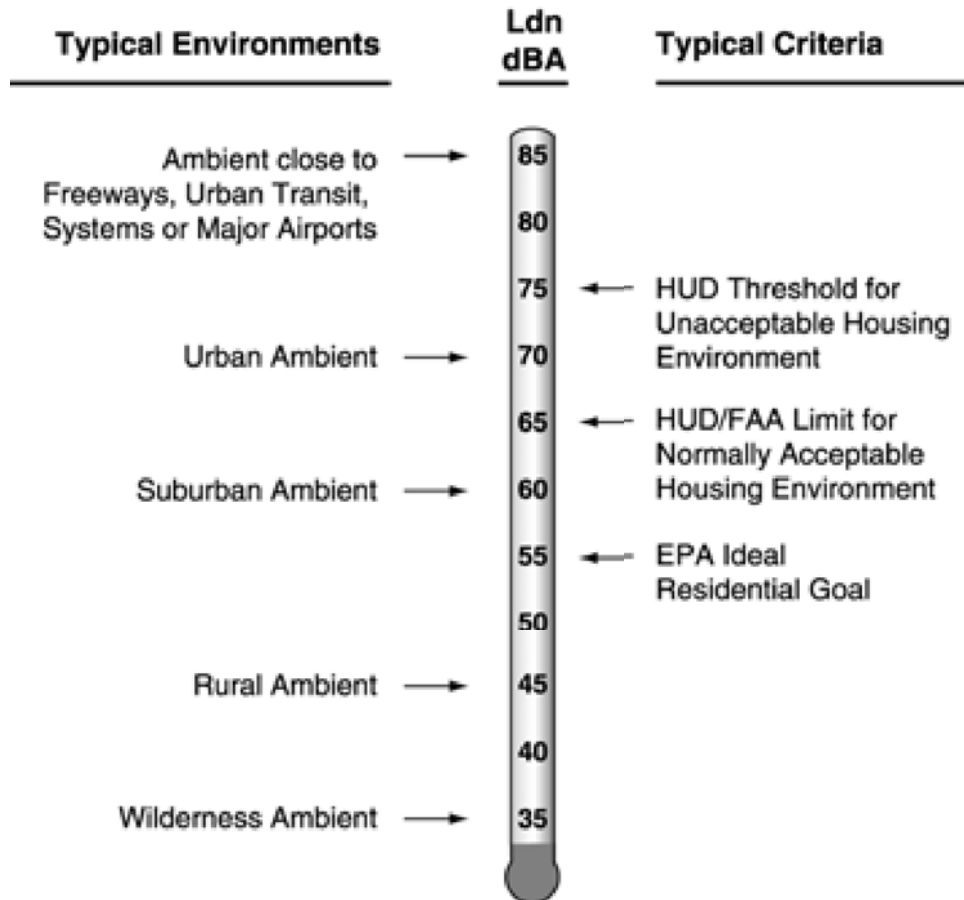 Typical Environments
Ldn
dBA
Typical Criteria
Ambient close to
Freeways, Urban Transit,
Systems or Major Airports
Urban Ambient
Suburban Ambient
Rural Ambient
Wilderness Ambient
85
80
75
70
65
60
55
50
45
40
35
HUD Threshold for
Unacceptable Housing
Environment
HUD/FAA Limit for
Normally Acceptable
Housing Environment
EPA Ideal
Residential Goal